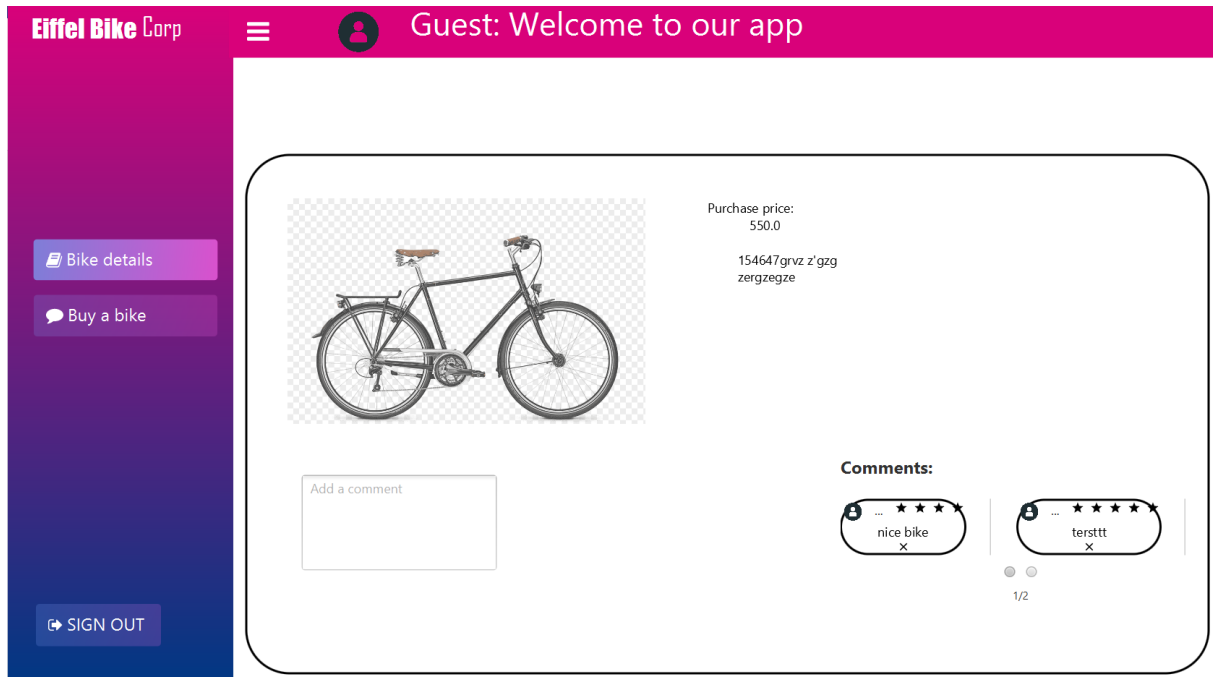 Eiffel Bike Corp
Guest: Welcome to our app
Bike details
Buy a bike
SIGN OUT
Purchase price:
550.0
154647grvz z'gzg
zergzegze
Add a comment
Comments:
...
nice bike
...
tersttt
1/2